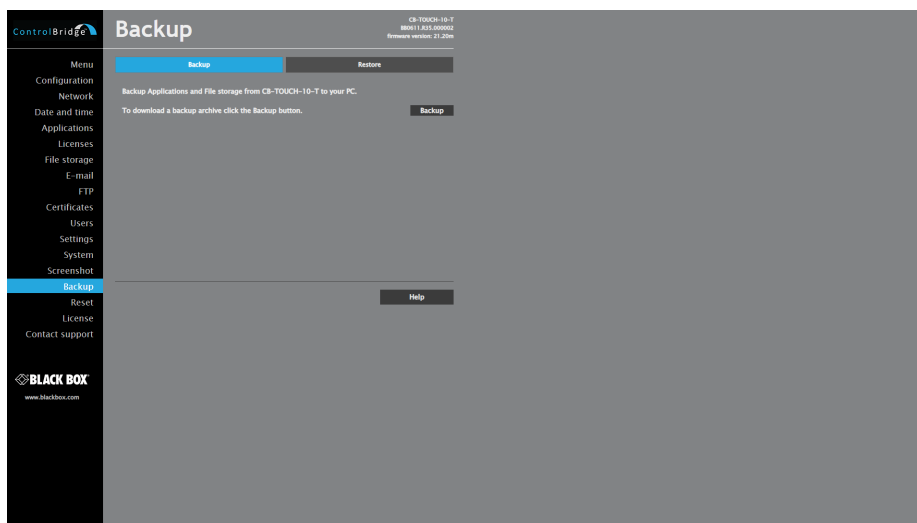 ControlBridge
Backup
CB-TOUCH-10-T
BB0611.R35.000002
firmware version: 21.20m
Menu
Configuration
Network
Date and time
Applications
Licenses
File storage
E-mail
FTP
Certificates
Users
Settings
System
Screenshot
Backup
Reset
License
Contact support
BLACK BOX
www.blackbox.com
Backup
Restore
Backup Applications and File storage from CB-TOUCH-10-T to your PC.
To download a backup archive click the Backup button.
Backup
Help